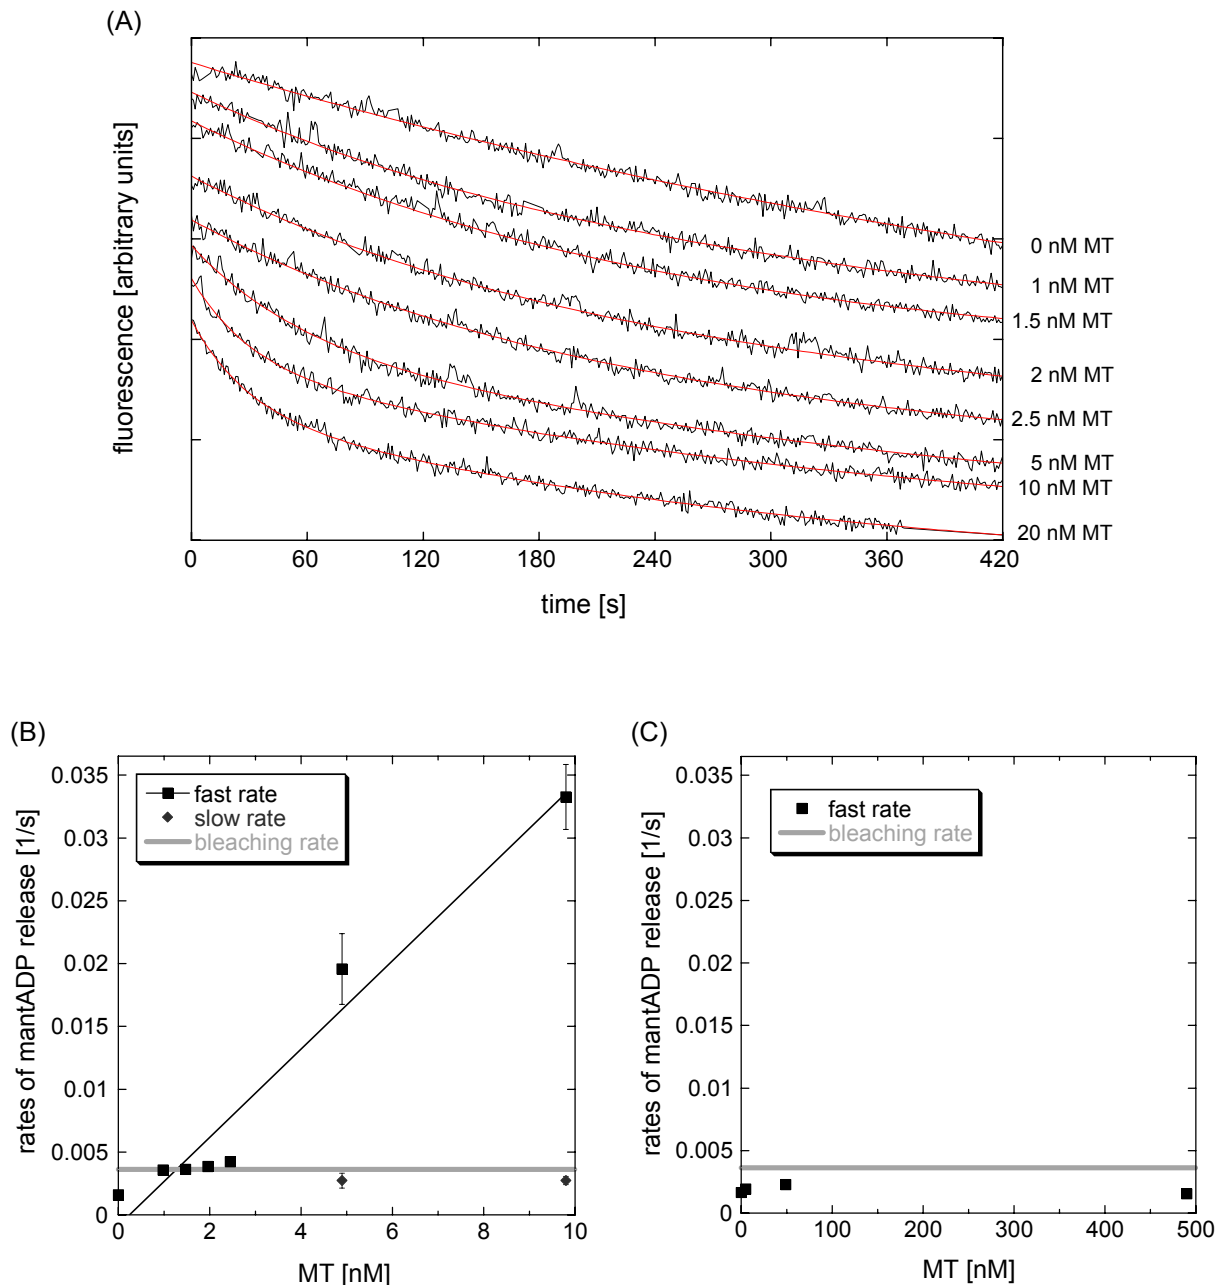 (A)
fluorescence [arbitrary units]
0 nM MT
1 nM MT
1.5 nM MT
2 nM MT
2.5 nM MT
5 nM MT
10 nM MT
20 nM MT
0 60 120 180 240 300 360 420
time [s]
(B)
rates of mantADP release [1/s]
0.035
0.03
0.025
0.02
0.015
0.01
0.005
0
fast rate
slow rate
bleaching rate
0 2 4 6 8 10
MT [nM]
(C)
rates of mantADP release [1/s]
0.035
0.03
0.025
0.02
0.015
0.01
0.005
0
fast rate
bleaching rate
0 100 200 300 400 500
MT [nM]